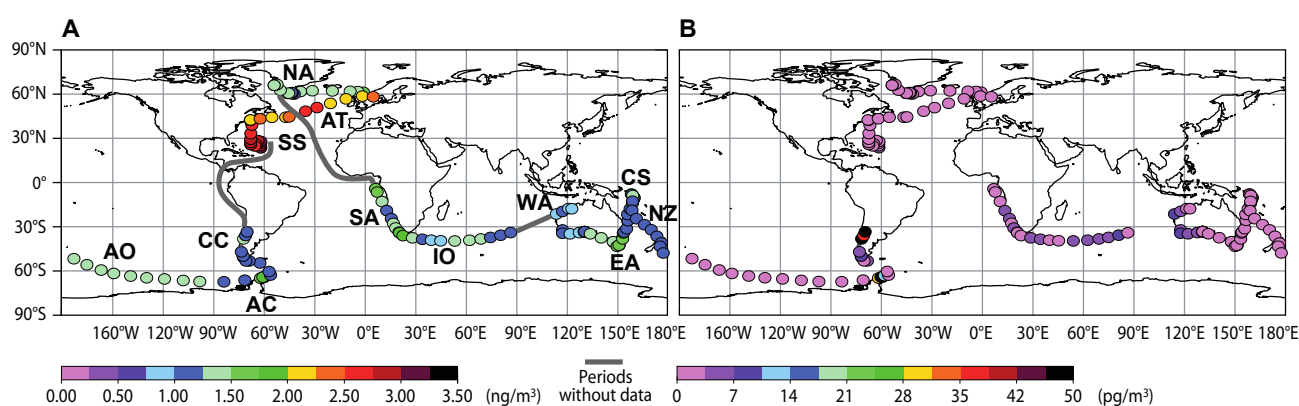 A
B
90°N
60°N
30°N
0°
30°S
60°S
90°S
NA
AT
SS
SA
IO
WA
CS
NZ
EA
CC
AO
AC
160°W 120°W 90°W 60°W 30°W 0°E 30°E 60°E 90°E 120°E 150°E 180°E
160°W 120°W 90°W 60°W 30°W 0°E 30°E 60°E 90°E 120°E 150°E 180°E
0.00 0.50 1.00 1.50 2.00 2.50 3.00 3.50 (ng/m³)
Periods
without data
0 7 14 21 28 35 42 50 (pg/m³)